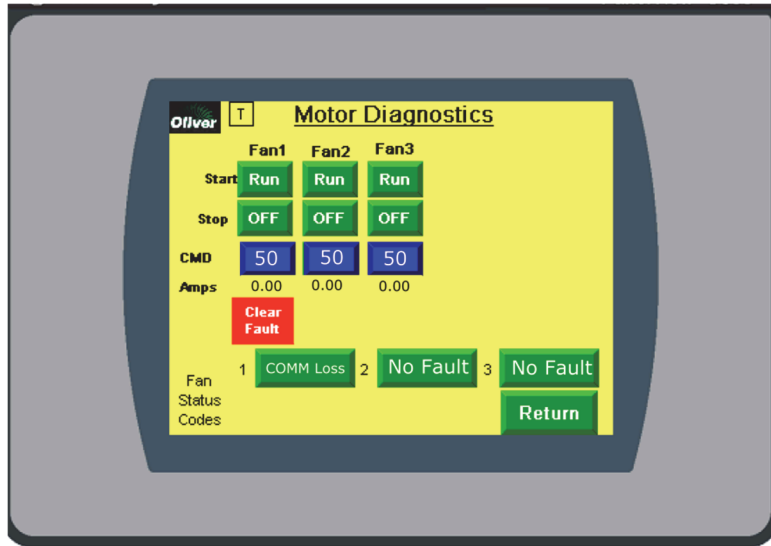 Oliver T Motor Diagnostics
Fan1 Fan2 Fan3
Start Run Run Run
Stop OFF OFF OFF
CMD 50 50 50
Amps 0.00 0.00 0.00
Clear
Fault
1 COMM Loss 2 No Fault 3 No Fault
Fan
Status
Codes
Return